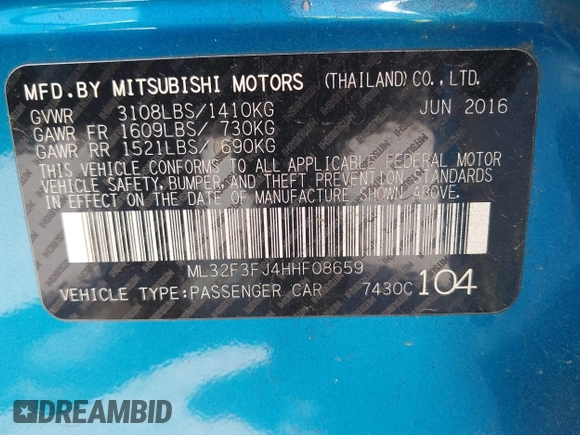 MFD.BY MITSUBISHI MOTORS (THAILAND) CO., LTD.
GVWR 3108LBS/1410KG JUN 2016
GAWR FR 1609LBS/ 730KG
GAWR RR 1521LBS/ 690KG
THIS VEHICLE CONFORMS TO ALL APPLICABLE FEDERAL MOTOR
VEHICLE SAFETY, BUMPER, AND THEFT PREVENTION STANDARDS
IN EFFECT ON THE DATE OF MANUFACTURE SHOWN ABOVE.
ML32F3FJ4HHF08659
VEHICLE TYPE:PASSENGER CAR 7430C 104
DREAMBID